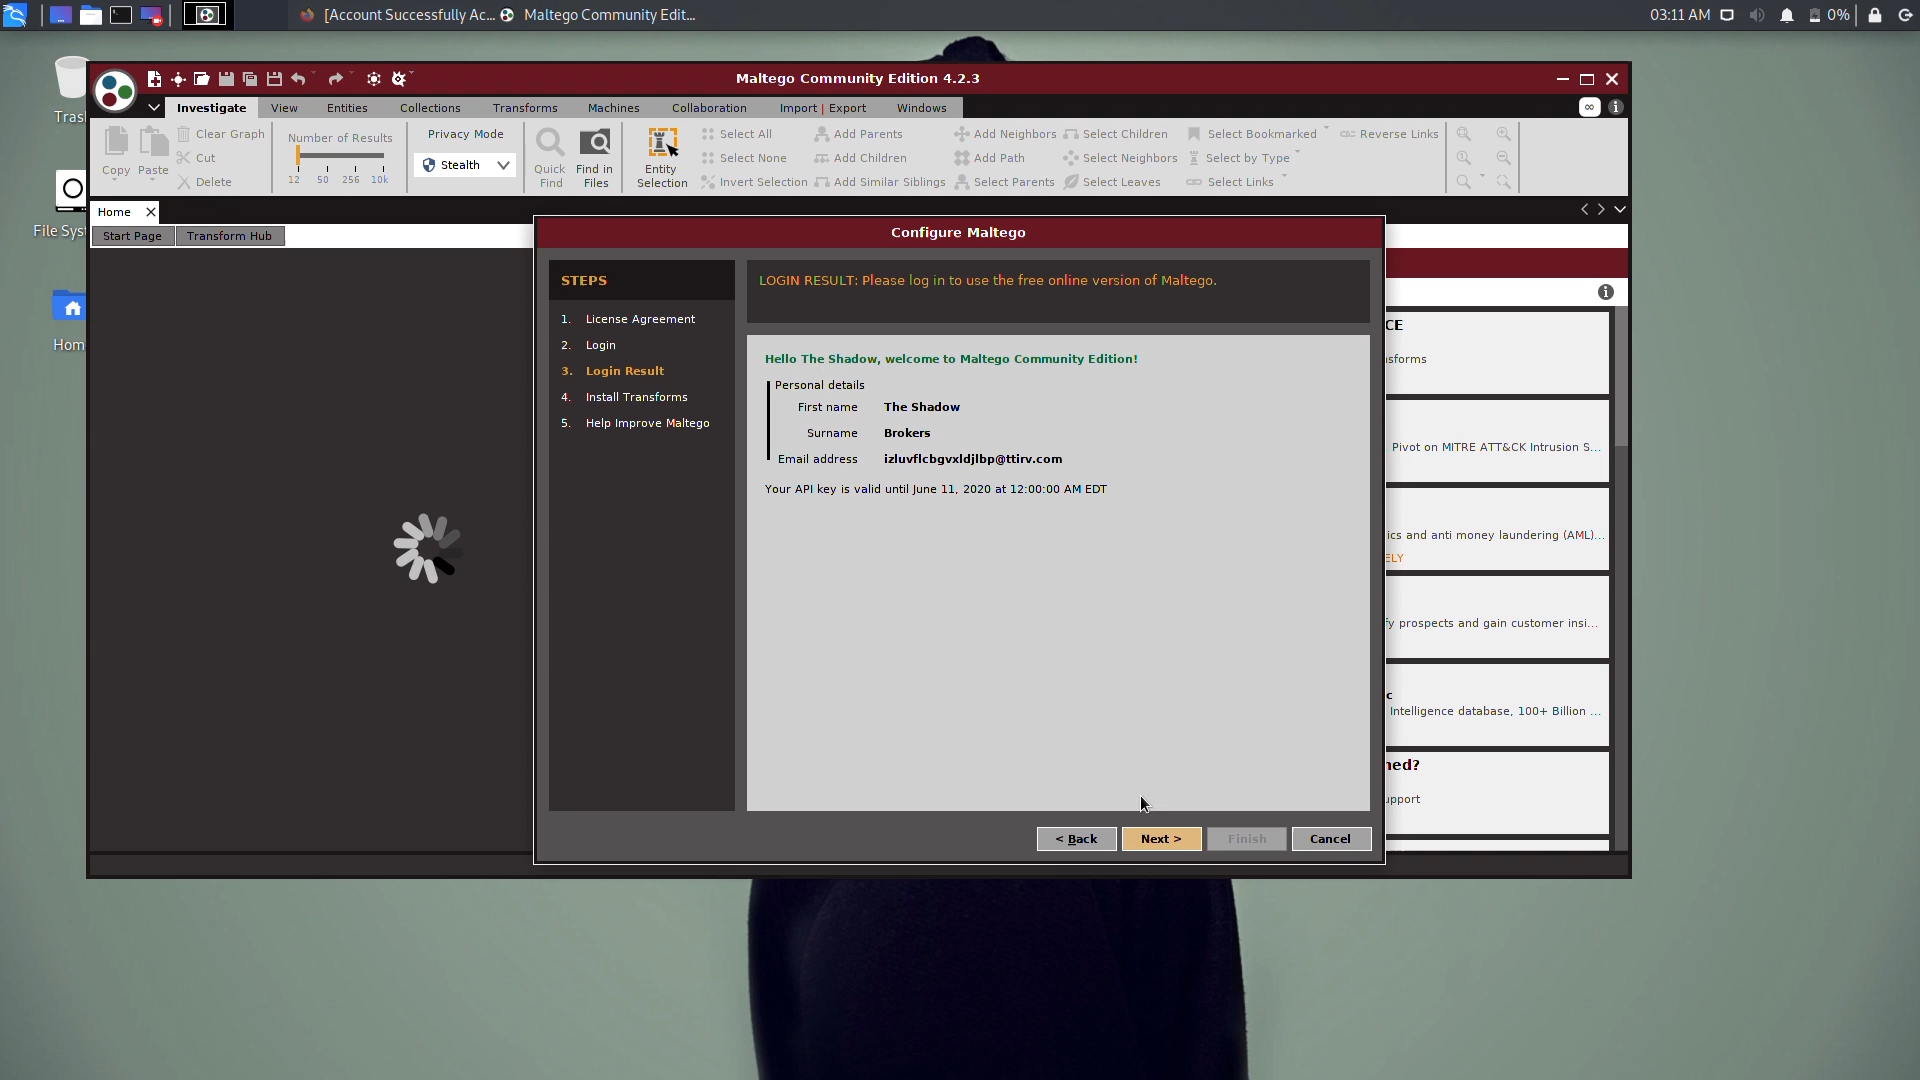 [Account Successfully Ac...
Maltego Community Edit...
03:11 AM
0%
Maltego Community Edition 4.2.3
Investigate View Entities Collections Transforms Machines Collaboration Import | Export Windows
Copy
Paste
Clear Graph
Cut
Delete
Number of Results
12 50 256 10k
Privacy Mode
Stealth
Quick Find
Find in Files
Entity Selection
Select All
Select None
Invert Selection
Add Parents
Add Children
Add Similar Siblings
Add Neighbors
Add Path
Select Parents
Select Children
Select Neighbors
Select Leaves
Select Bookmarked
Select by Type
Select Links
Reverse Links
Home
Start Page
Transform Hub
Tras
File Sys
Hom
Configure Maltego
STEPS
1. License Agreement
2. Login
3. Login Result
4. Install Transforms
5. Help Improve Maltego
LOGIN RESULT: Please log in to use the free online version of Maltego.
Hello The Shadow, welcome to Maltego Community Edition!
Personal details
First name The Shadow
Surname Brokers
Email address izluvflcbgvxldjlbp@ttirv.com
Your API key is valid until June 11, 2020 at 12:00:00 AM EDT
< Back
Next >
Finish
Cancel
CE
sforms
Pivot on MITRE ATT&CK Intrusion S...
ics and anti money laundering (AML)...
ELY
fy prospects and gain customer insi...
c
Intelligence database, 100+ Billion ...
ned?
upport